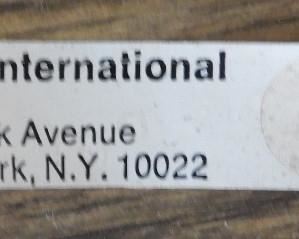 nternational
k Avenue
rk, N.Y. 10022